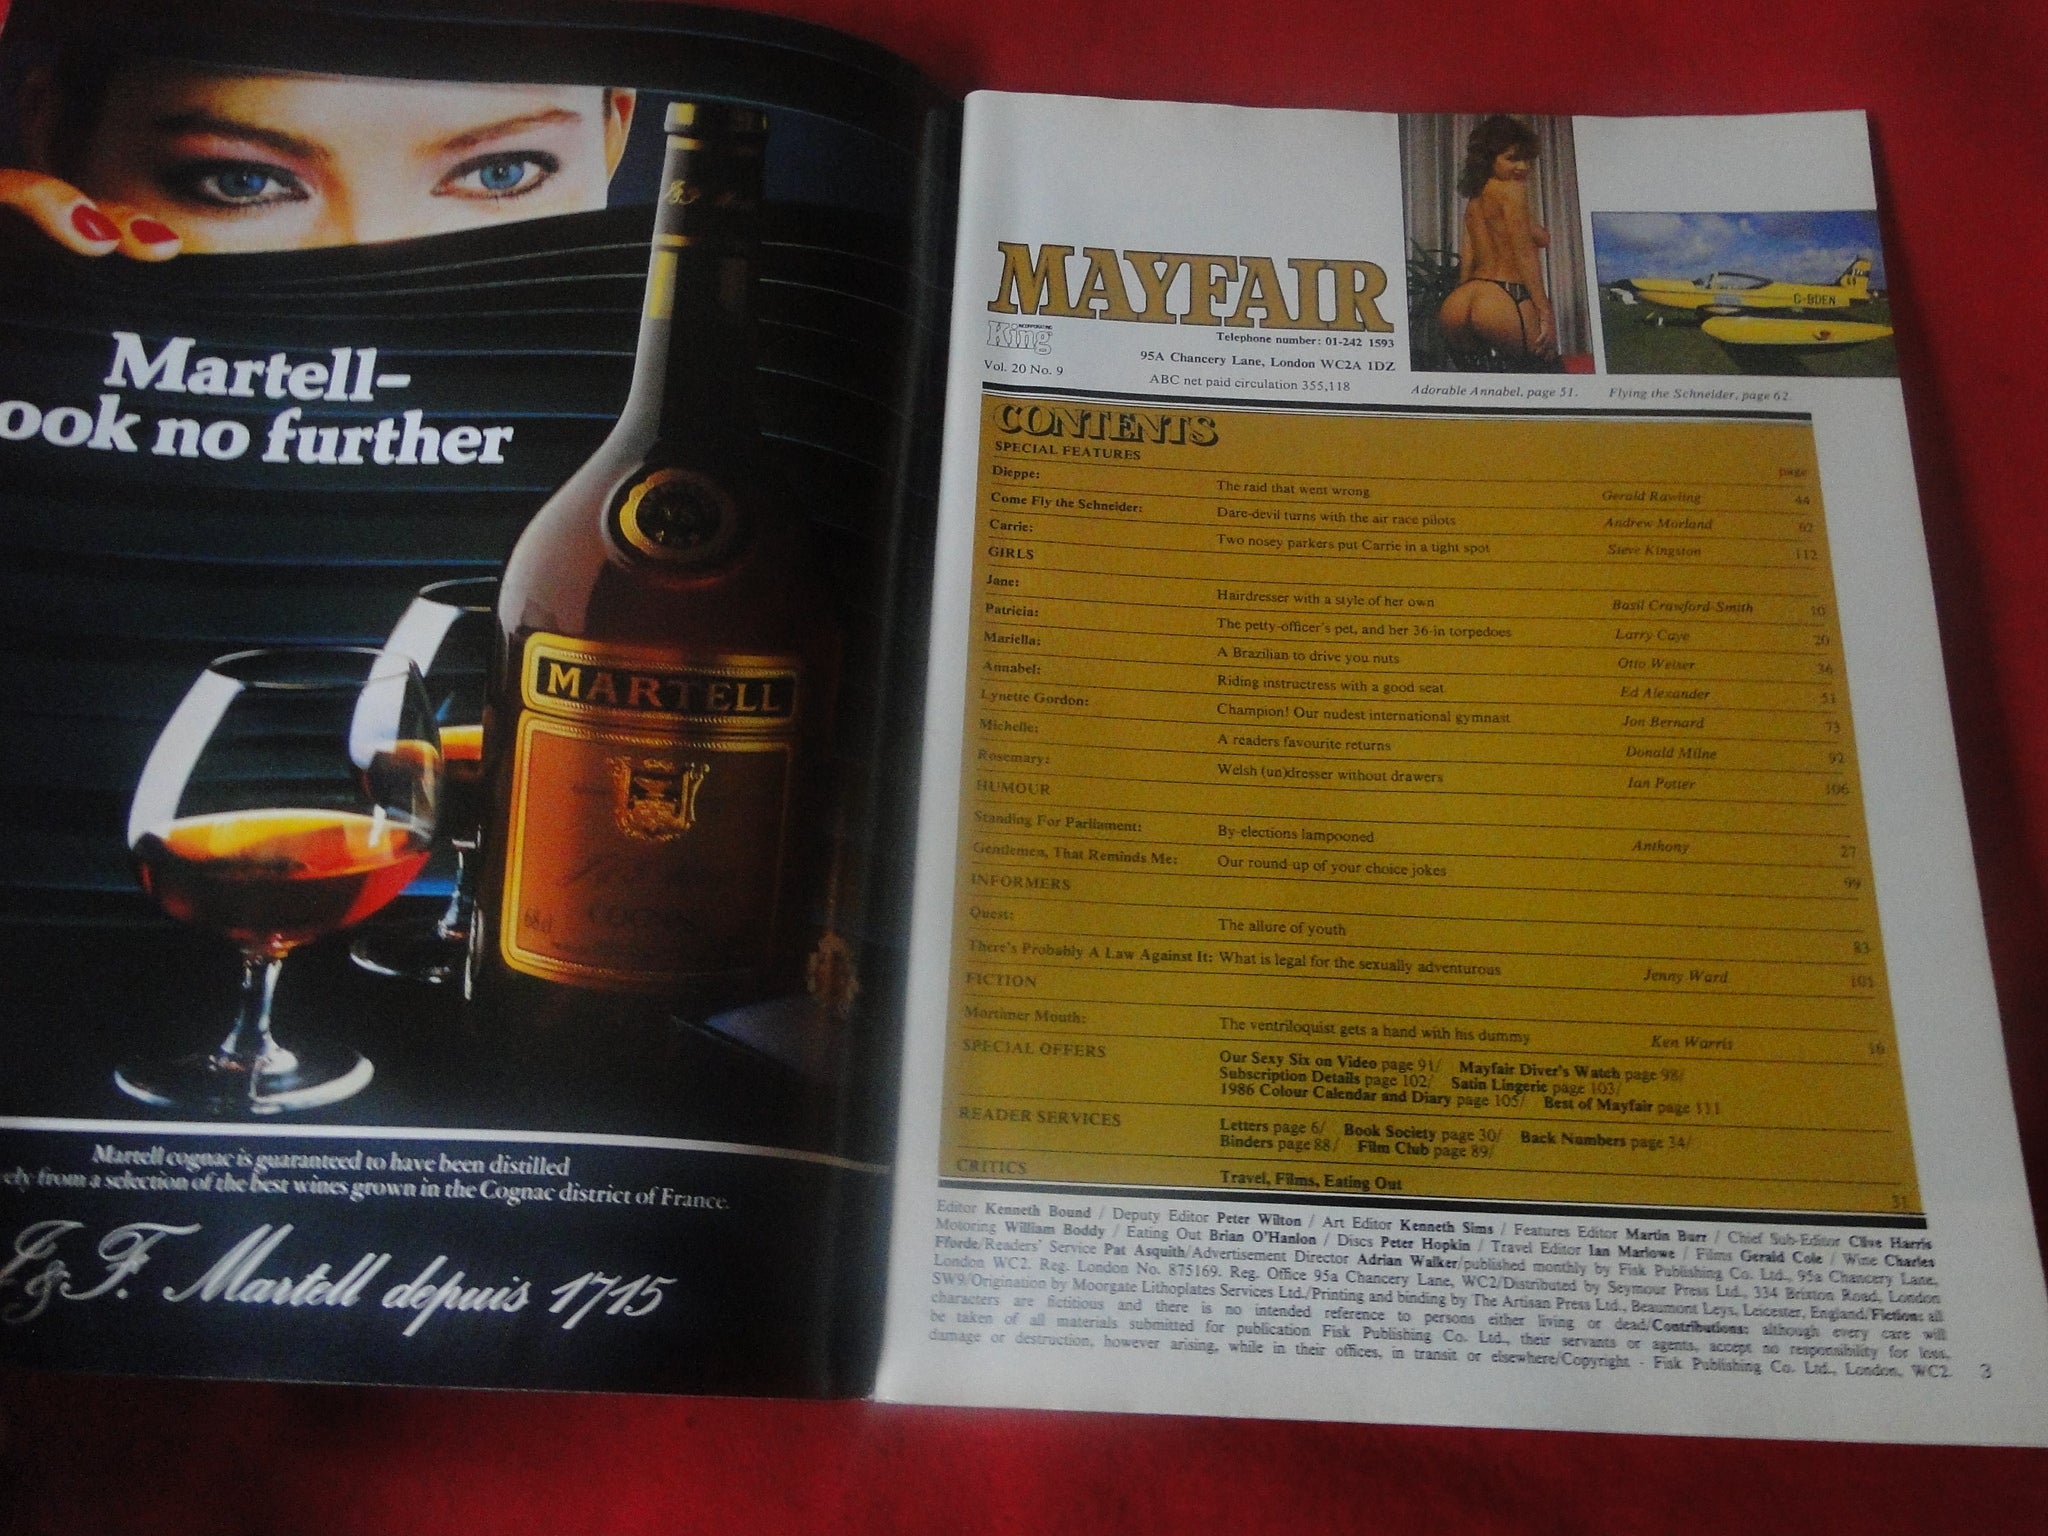 Martell-
ook no further
MARTELL
68cl
COGNAC
Martell cognac is guaranteed to have been distilled
ely from a selection of the best wines grown in the Cognac district of France.
J&F. Martell depuis 1715
MAYFAIR
INCORPORATING
King
Telephone number: 01-242 1593
95A Chancery Lane, London WC2A 1DZ
Vol. 20 No. 9
ABC net paid circulation 355,118
G-BDEN
Adorable Annabel, page 51.
Flying the Schneider, page 62.
CONTENTS
SPECIAL FEATURES page
Dieppe: The raid that went wrong Gerald Rawling 44
Come Fly the Schneider: Dare-devil turns with the air race pilots Andrew Morland 62
Carrie: Two nosey parkers put Carrie in a tight spot Steve Kingston 112
GIRLS
Jane: Hairdresser with a style of her own Basil Crawford-Smith 10
Patricia: The petty-officer's pet, and her 36-in torpedoes Larry Caye 20
Mariella: A Brazilian to drive you nuts Otto Weiser 36
Annabel: Riding instructress with a good seat Ed Alexander 51
Lynette Gordon: Champion! Our nudest international gymnast Jon Bernard 73
Michelle: A readers favourite returns Donald Milne 92
Rosemary: Welsh (un)dresser without drawers Ian Potter 106
HUMOUR
Standing For Parliament: By-elections lampooned Anthony 27
Gentlemen, That Reminds Me: Our round-up of your choice jokes 99
INFORMERS
Quest: The allure of youth 83
There's Probably A Law Against It: What is legal for the sexually adventurous Jenny Ward 101
FICTION
Mortimer Mouth: The ventriloquist gets a hand with his dummy Ken Warris 16
SPECIAL OFFERS Our Sexy Six on Video page 91/ Mayfair Diver's Watch page 98/
Subscription Details page 102/ Satin Lingerie page 103/
1986 Colour Calendar and Diary page 105/ Best of Mayfair page 111
READER SERVICES Letters page 6/ Book Society page 30/ Back Numbers page 34/
Binders page 88/ Film Club page 89/
CRITICS Travel, Films, Eating Out 31
Editor Kenneth Bound / Deputy Editor Peter Wilton / Art Editor Kenneth Sims / Features Editor Martin Burr / Chief Sub-Editor Clive Harris
Motoring William Boddy / Eating Out Brian O'Hanlon / Discs Peter Hopkin / Travel Editor Ian Marlowe / Films Gerald Cole / Wine Charles
Fforde/Readers' Service Pat Asquith/Advertisement Director Adrian Walker/published monthly by Fisk Publishing Co. Ltd., 95a Chancery Lane,
London WC2. Reg. London No. 875169. Reg. Office 95a Chancery Lane, WC2/Distributed by Seymour Press Ltd., 334 Brixton Road, London
SW9/Origination by Moorgate Lithoplates Services Ltd./Printing and binding by The Artisan Press Ltd., Beaumont Leys, Leicester, England/Fiction: all
characters are fictitious and there is no intended reference to persons either living or dead/Contributions: although every care will
be taken of all materials submitted for publication Fisk Publishing Co. Ltd., their servants or agents, accept no responsibility for loss,
damage or destruction, however arising, while in their offices, in transit or elsewhere/Copyright - Fisk Publishing Co. Ltd., London, WC2.
3